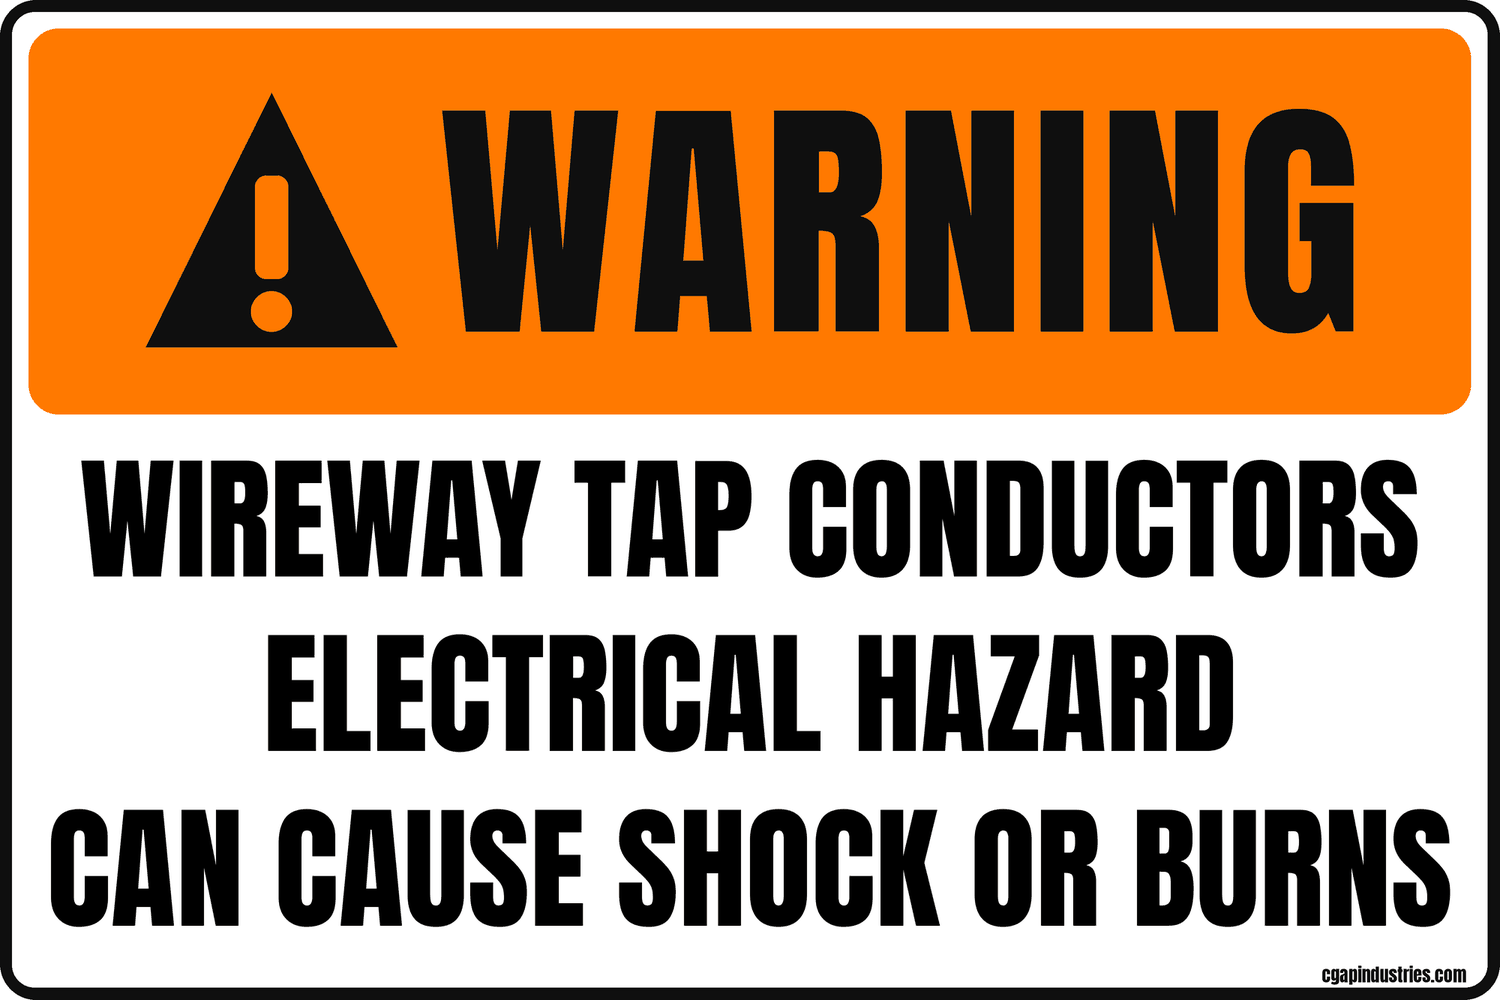 WARNING
WIREWAY TAP CONDUCTORS
ELECTRICAL HAZARD
CAN CAUSE SHOCK OR BURNS
cgapindustries.com